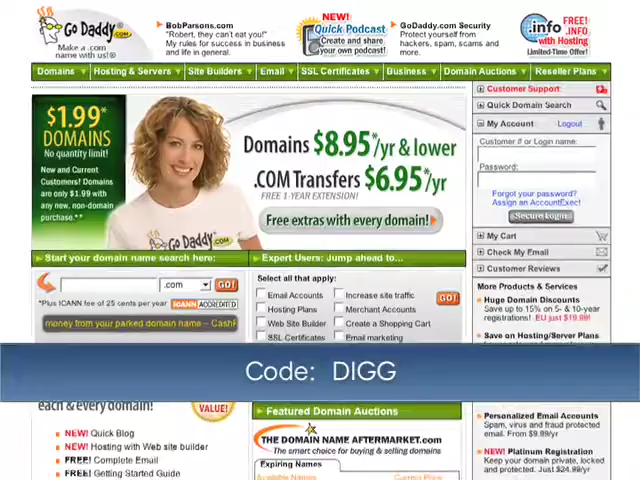 Go Daddy.COM
Make a .com
name with us!®
BobParsons.com
"Robert, they can't eat you!"
My rules for success in business
and life in general.
NEW!
Quick Podcast
Create and share
your own podcast!
GoDaddy.com Security
Protect yourself from
hackers, spam, scams and
more.
.info
FREE!
.INFO
with Hosting
Limited-Time Offer!
Domains
Hosting & Servers
Site Builders
Email
SSL Certificates
Business
Domain Auctions
Reseller Plans
$1.99*
DOMAINS
No quantity limit!
New and Current
Customers! Domains
are only $1.99 with
any new, non-domain
purchase.**
Go Daddy.COM
Domains $8.95*/yr & lower
.COM Transfers $6.95*/yr
FREE 1-YEAR EXTENSION!
Free extras with every domain!
Customer Support
Quick Domain Search
My Account Logout
Customer # or Login name:
Password:
Forgot your password?
Assign an AccountExec!
Secure Login
My Cart
Check My Email
Customer Reviews
Start your domain name search here:
.com GO!
*Plus ICANN fee of 25 cents per year ICANN ACCREDITED
money from your parked domain name -- CashP
Expert Users: Jump ahead to...
Select all that apply:
Email Accounts
Increase site traffic
GO!
Hosting Plans
Merchant Accounts
Web Site Builder
Create a Shopping Cart
SSL Certificates
Email marketing
More Products & Services
Huge Domain Discounts
Save up to 15% on 5- & 10-year
registrations! EU just $19.99!
Save on Hosting/Server Plans
Code: DIGG
each & every domain!
VALUE!
NEW! Quick Blog
NEW! Hosting with Web site builder
FREE! Complete Email
FREE! Getting Started Guide
Featured Domain Auctions
THE DOMAIN NAME AFTERMARKET.com
The smart choice for buying & selling domains
Expiring Names
Available Names
Current Price
Personalized Email Accounts
Spam, virus and fraud protected
email. From $9.99/yr
NEW! Platinum Registration
Keep your domain private, locked
and protected. Just $24.99/yr